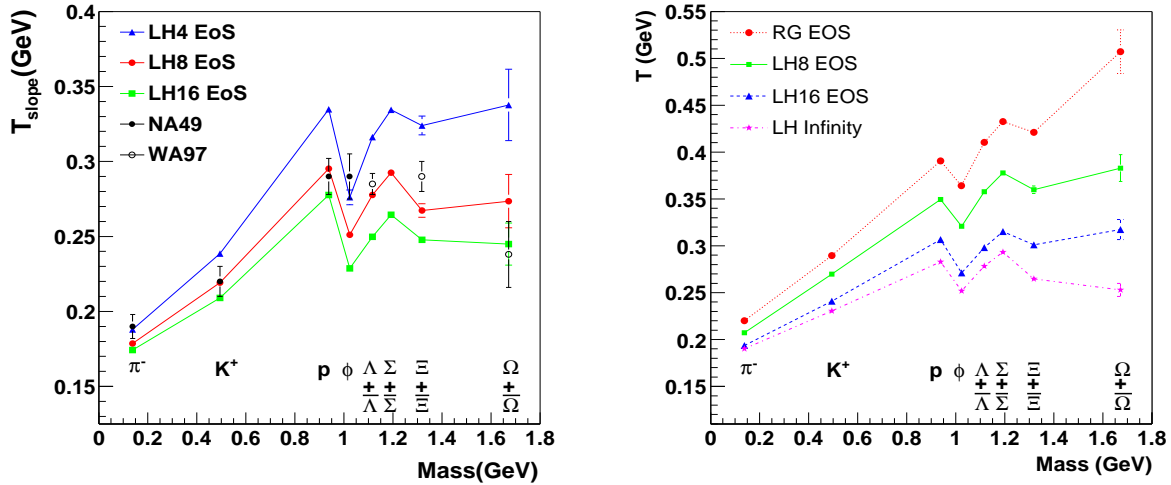 T_slope(GeV)
0.4
0.35
0.3
0.25
0.2
0.15
LH4 EoS
LH8 EoS
LH16 EoS
NA49
WA97
π⁻
K⁺
p
ϕ
Λ + Λ̅
Σ + Σ̅
Ξ + Ξ̅
Ω + Ω̅
0 0.2 0.4 0.6 0.8 1 1.2 1.4 1.6 1.8
Mass(GeV)
T (GeV)
0.55
0.5
0.45
0.4
0.35
0.3
0.25
0.2
0.15
RG EOS
LH8 EOS
LH16 EOS
LH Infinity
π⁻
K⁺
p
ϕ
Λ + Λ̅
Σ + Σ̅
Ξ + Ξ̅
Ω + Ω̅
0 0.2 0.4 0.6 0.8 1 1.2 1.4 1.6 1.8
Mass (GeV)